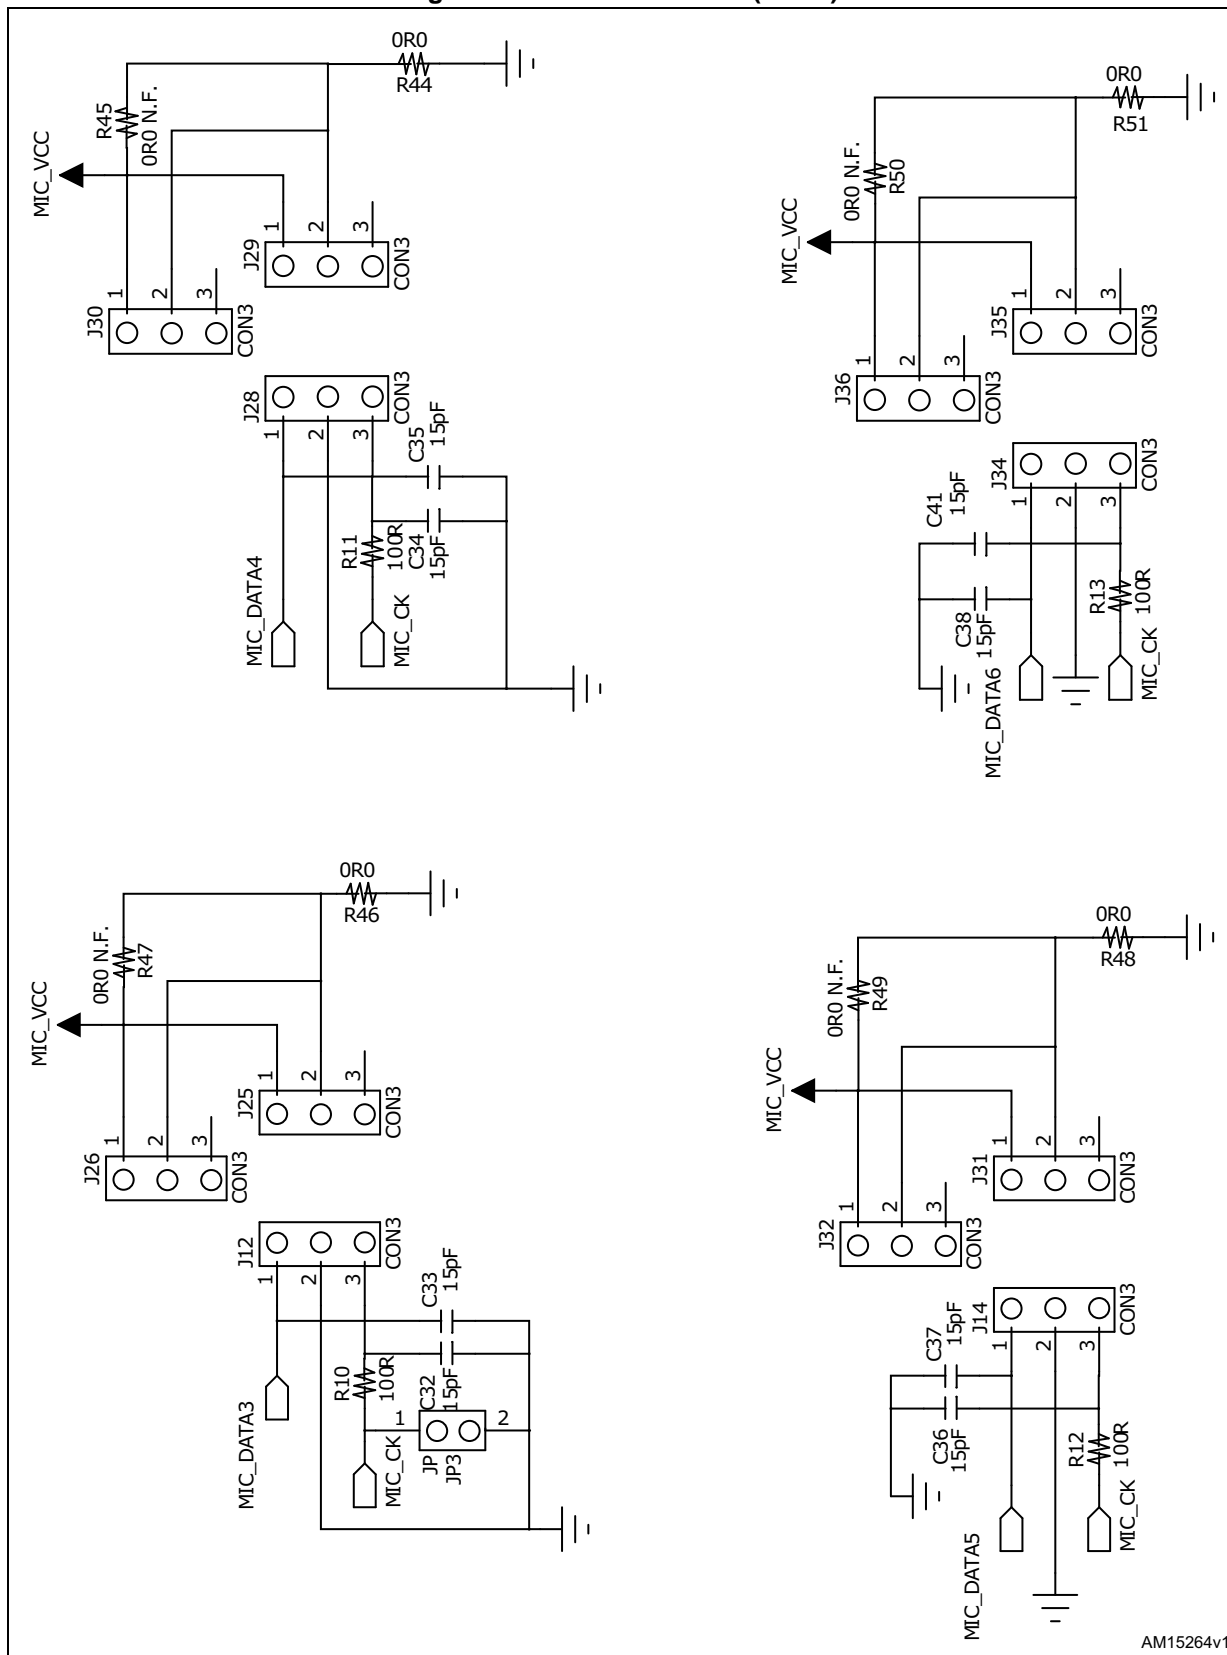 0R0
R44
R45
0R0 N.F.
MIC_VCC
J29
1
2
3
CON3
J30
1
2
3
CON3
J28
1
2
3
CON3
C35
15pF
R11
100R
C34
15pF
MIC_DATA4
MIC_CK
0R0
R51
0R0 N.F.
R50
MIC_VCC
J35
1
2
3
CON3
J36
1
2
3
CON3
J34
1
2
3
CON3
C41
15pF
C38
15pF
R13
100R
MIC_DATA6
MIC_CK
0R0
R46
0R0 N.F.
R47
MIC_VCC
J25
1
2
3
CON3
J26
1
2
3
CON3
J12
1
2
3
CON3
C33
15pF
R10
100R
C32
15pF
1
2
JP
JP3
MIC_DATA3
MIC_CK
0R0
R48
0R0 N.F.
R49
MIC_VCC
J31
1
2
3
CON3
J32
1
2
3
CON3
J14
1
2
3
CON3
C37
15pF
C36
15pF
R12
100R
MIC_DATA5
MIC_CK
AM15264v1